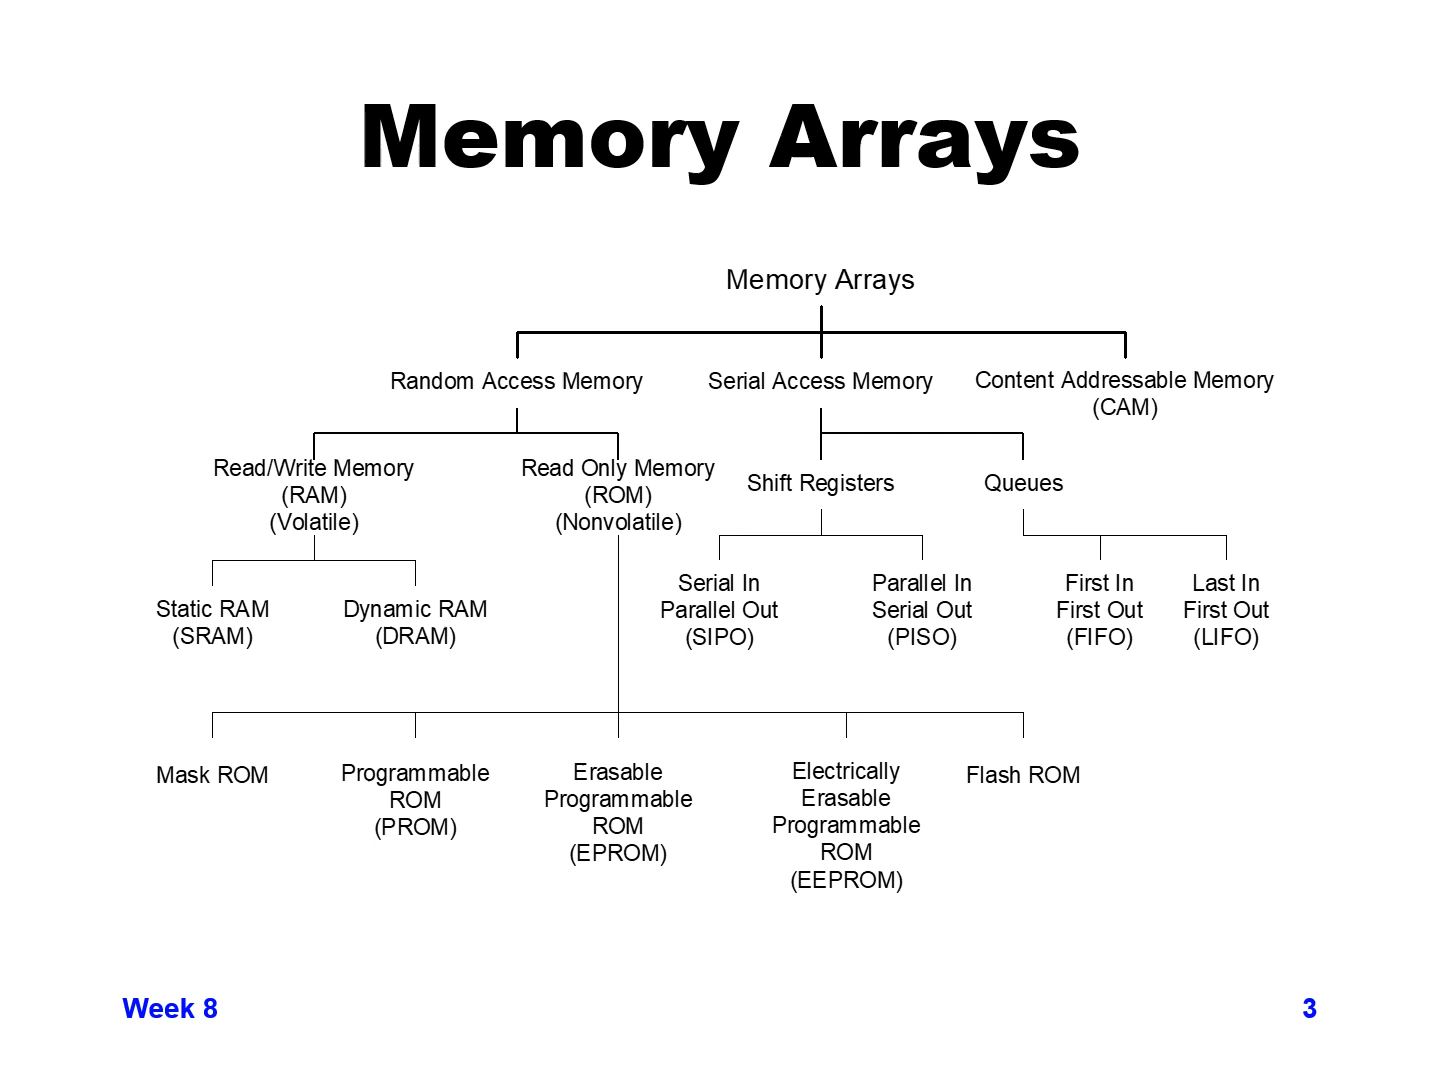 Memory Arrays
Memory Arrays
Random Access Memory
Serial Access Memory
Content Addressable Memory
(CAM)
Read/Write Memory
(RAM)
(Volatile)
Read Only Memory
(ROM)
(Nonvolatile)
Shift Registers
Queues
Static RAM
(SRAM)
Dynamic RAM
(DRAM)
Serial In
Parallel Out
(SIPO)
Parallel In
Serial Out
(PISO)
First In
First Out
(FIFO)
Last In
First Out
(LIFO)
Mask ROM
Programmable
ROM
(PROM)
Erasable
Programmable
ROM
(EPROM)
Electrically
Erasable
Programmable
ROM
(EEPROM)
Flash ROM
Week 8
3